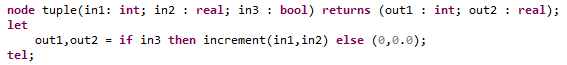 node tuple(in1: int; in2 : real; in3 : bool) returns (out1 : int; out2 : real);
let
    out1,out2 = if in3 then increment(in1,in2) else (0,0.0);
tel;